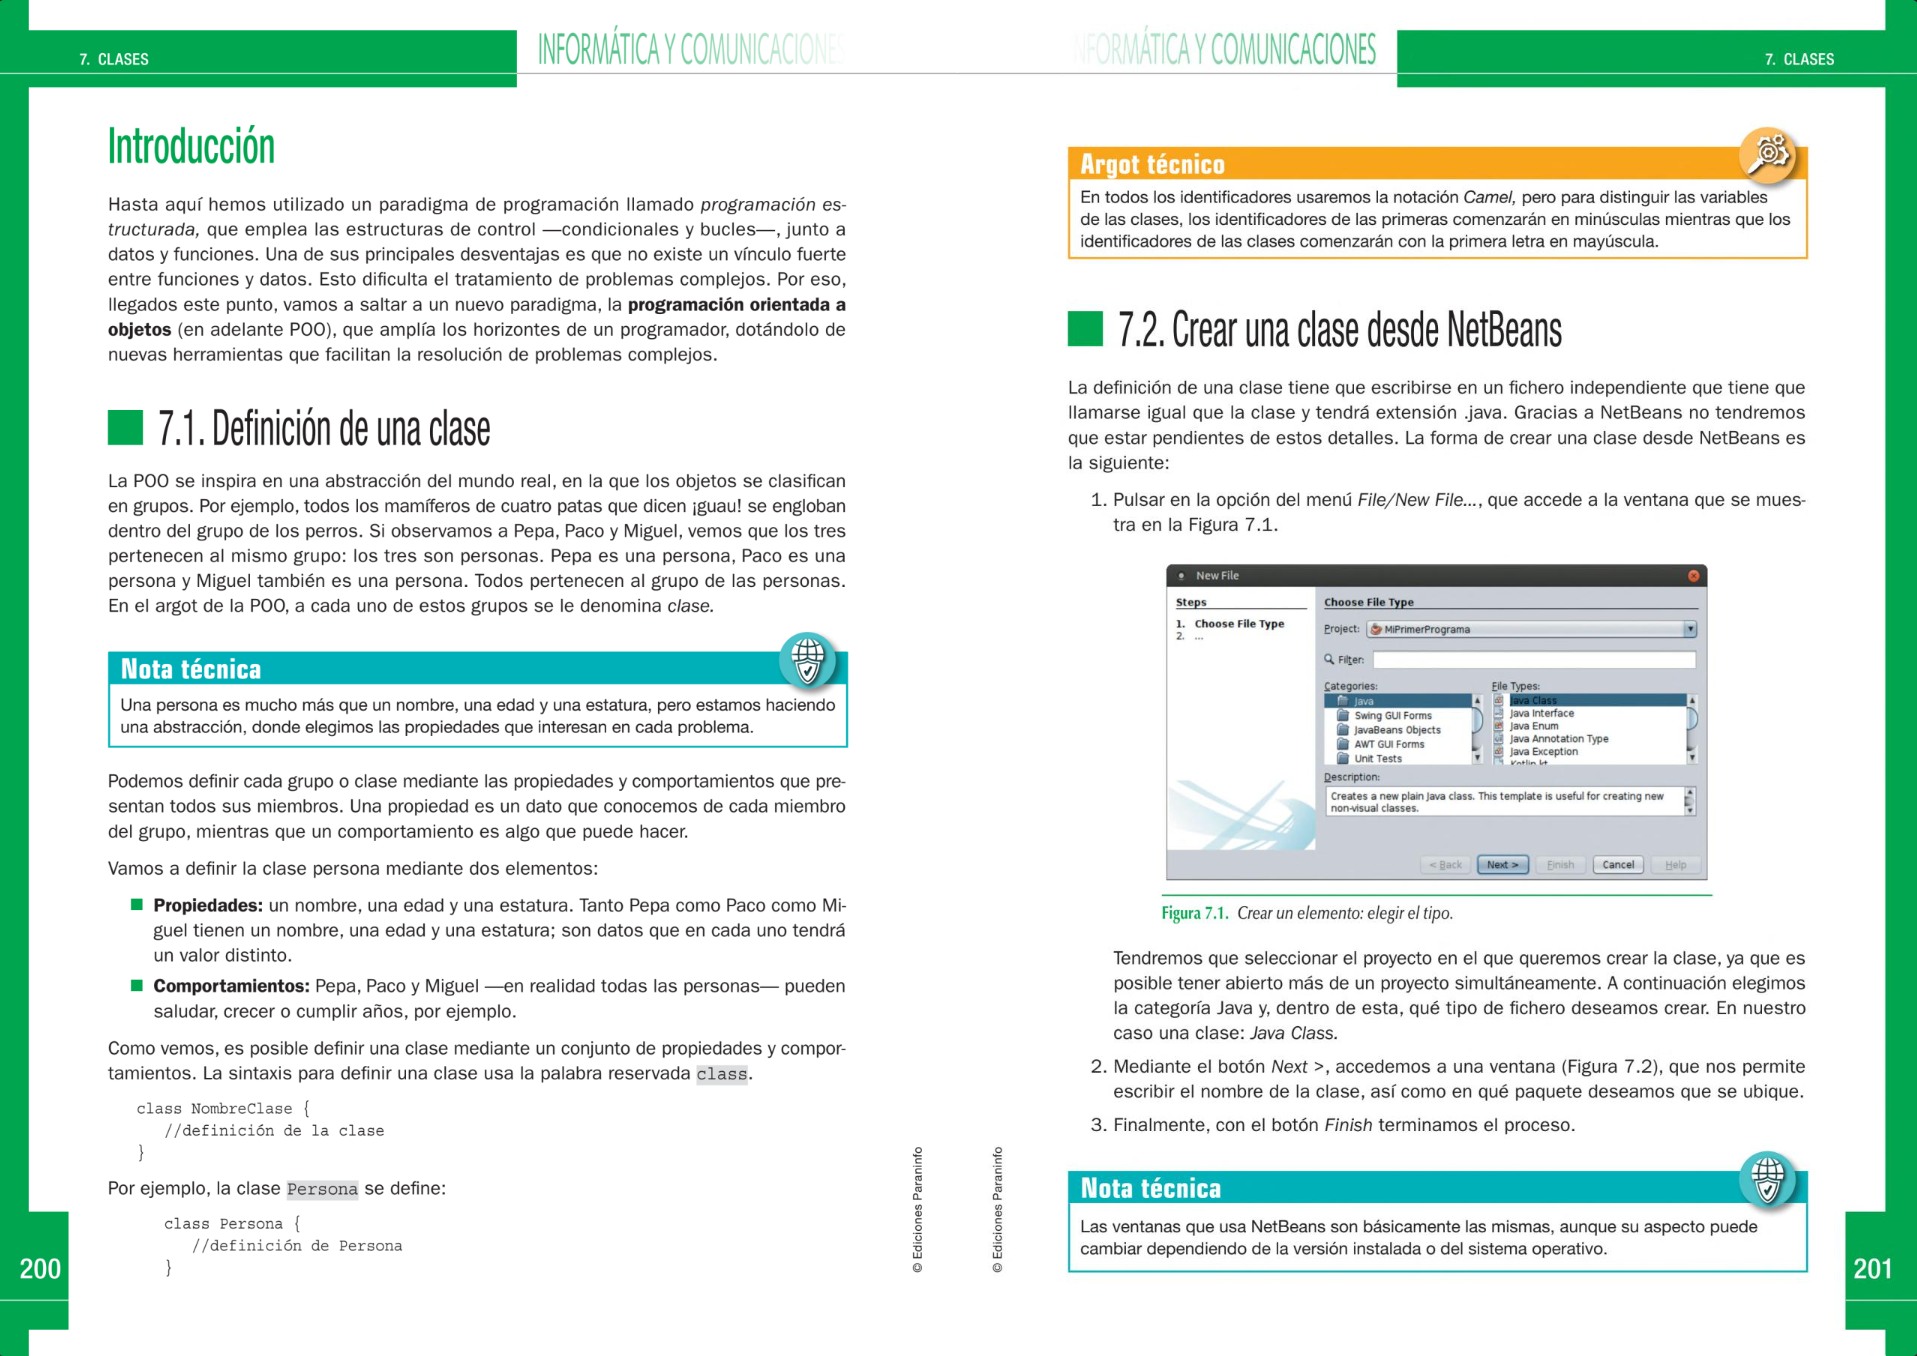 7. CLASES
INFORMÁTICA Y COMUNICACIONES
Introducción
Hasta aquí hemos utilizado un paradigma de programación llamado programación es-
tructurada, que emplea las estructuras de control —condicionales y bucles—, junto a
datos y funciones. Una de sus principales desventajas es que no existe un vínculo fuerte
entre funciones y datos. Esto dificulta el tratamiento de problemas complejos. Por eso,
llegados este punto, vamos a saltar a un nuevo paradigma, la programación orientada a
objetos (en adelante POO), que amplía los horizontes de un programador, dotándolo de
nuevas herramientas que facilitan la resolución de problemas complejos.
7.1. Definición de una clase
La POO se inspira en una abstracción del mundo real, en la que los objetos se clasifican
en grupos. Por ejemplo, todos los mamíferos de cuatro patas que dicen ¡guau! se engloban
dentro del grupo de los perros. Si observamos a Pepa, Paco y Miguel, vemos que los tres
pertenecen al mismo grupo: los tres son personas. Pepa es una persona, Paco es una
persona y Miguel también es una persona. Todos pertenecen al grupo de las personas.
En el argot de la POO, a cada uno de estos grupos se le denomina clase.
Nota técnica
Una persona es mucho más que un nombre, una edad y una estatura, pero estamos haciendo
una abstracción, donde elegimos las propiedades que interesan en cada problema.
Podemos definir cada grupo o clase mediante las propiedades y comportamientos que pre-
sentan todos sus miembros. Una propiedad es un dato que conocemos de cada miembro
del grupo, mientras que un comportamiento es algo que puede hacer.
Vamos a definir la clase persona mediante dos elementos:
Propiedades: un nombre, una edad y una estatura. Tanto Pepa como Paco como Mi-
guel tienen un nombre, una edad y una estatura; son datos que en cada uno tendrá
un valor distinto.
Comportamientos: Pepa, Paco y Miguel —en realidad todas las personas— pueden
saludar, crecer o cumplir años, por ejemplo.
Como vemos, es posible definir una clase mediante un conjunto de propiedades y compor-
tamientos. La sintaxis para definir una clase usa la palabra reservada class.
class NombreClase {
//definición de la clase
}
Por ejemplo, la clase Persona se define:
class Persona {
//definición de Persona
}
200
© Ediciones Paraninfo
INFORMÁTICA Y COMUNICACIONES
7. CLASES
Argot técnico
En todos los identificadores usaremos la notación Camel, pero para distinguir las variables
de las clases, los identificadores de las primeras comenzarán en minúsculas mientras que los
identificadores de las clases comenzarán con la primera letra en mayúscula.
7.2. Crear una clase desde NetBeans
La definición de una clase tiene que escribirse en un fichero independiente que tiene que
llamarse igual que la clase y tendrá extensión .java. Gracias a NetBeans no tendremos
que estar pendientes de estos detalles. La forma de crear una clase desde NetBeans es
la siguiente:
1. Pulsar en la opción del menú File/New File..., que accede a la ventana que se mues-
tra en la Figura 7.1.
New File
Steps
1. Choose File Type
2. ...
Choose File Type
Project: MiPrimerPrograma
Filter:
Categories:
Java
Swing GUI Forms
JavaBeans Objects
AWT GUI Forms
Unit Tests
File Types:
Java Class
Java Interface
Java Enum
Java Annotation Type
Java Exception
Description:
Creates a new plain Java class. This template is useful for creating new
non-visual classes.
< Back Next > Finish Cancel Help
Figura 7.1. Crear un elemento: elegir el tipo.
Tendremos que seleccionar el proyecto en el que queremos crear la clase, ya que es
posible tener abierto más de un proyecto simultáneamente. A continuación elegimos
la categoría Java y, dentro de esta, qué tipo de fichero deseamos crear. En nuestro
caso una clase: Java Class.
2. Mediante el botón Next >, accedemos a una ventana (Figura 7.2), que nos permite
escribir el nombre de la clase, así como en qué paquete deseamos que se ubique.
3. Finalmente, con el botón Finish terminamos el proceso.
Nota técnica
Las ventanas que usa NetBeans son básicamente las mismas, aunque su aspecto puede
cambiar dependiendo de la versión instalada o del sistema operativo.
© Ediciones Paraninfo
201